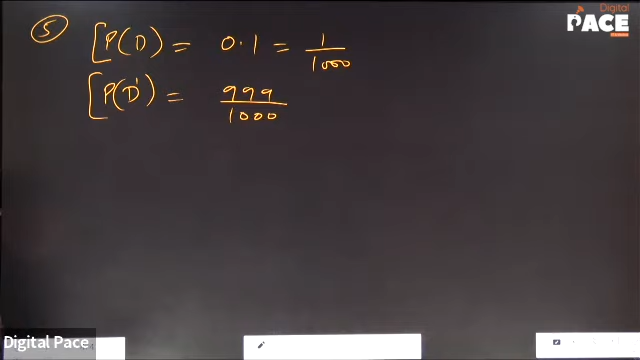 Digital
PACE
5
[P(D) = 0.1 = 1/1000
[P(D') = 999/1000
Digital Pace